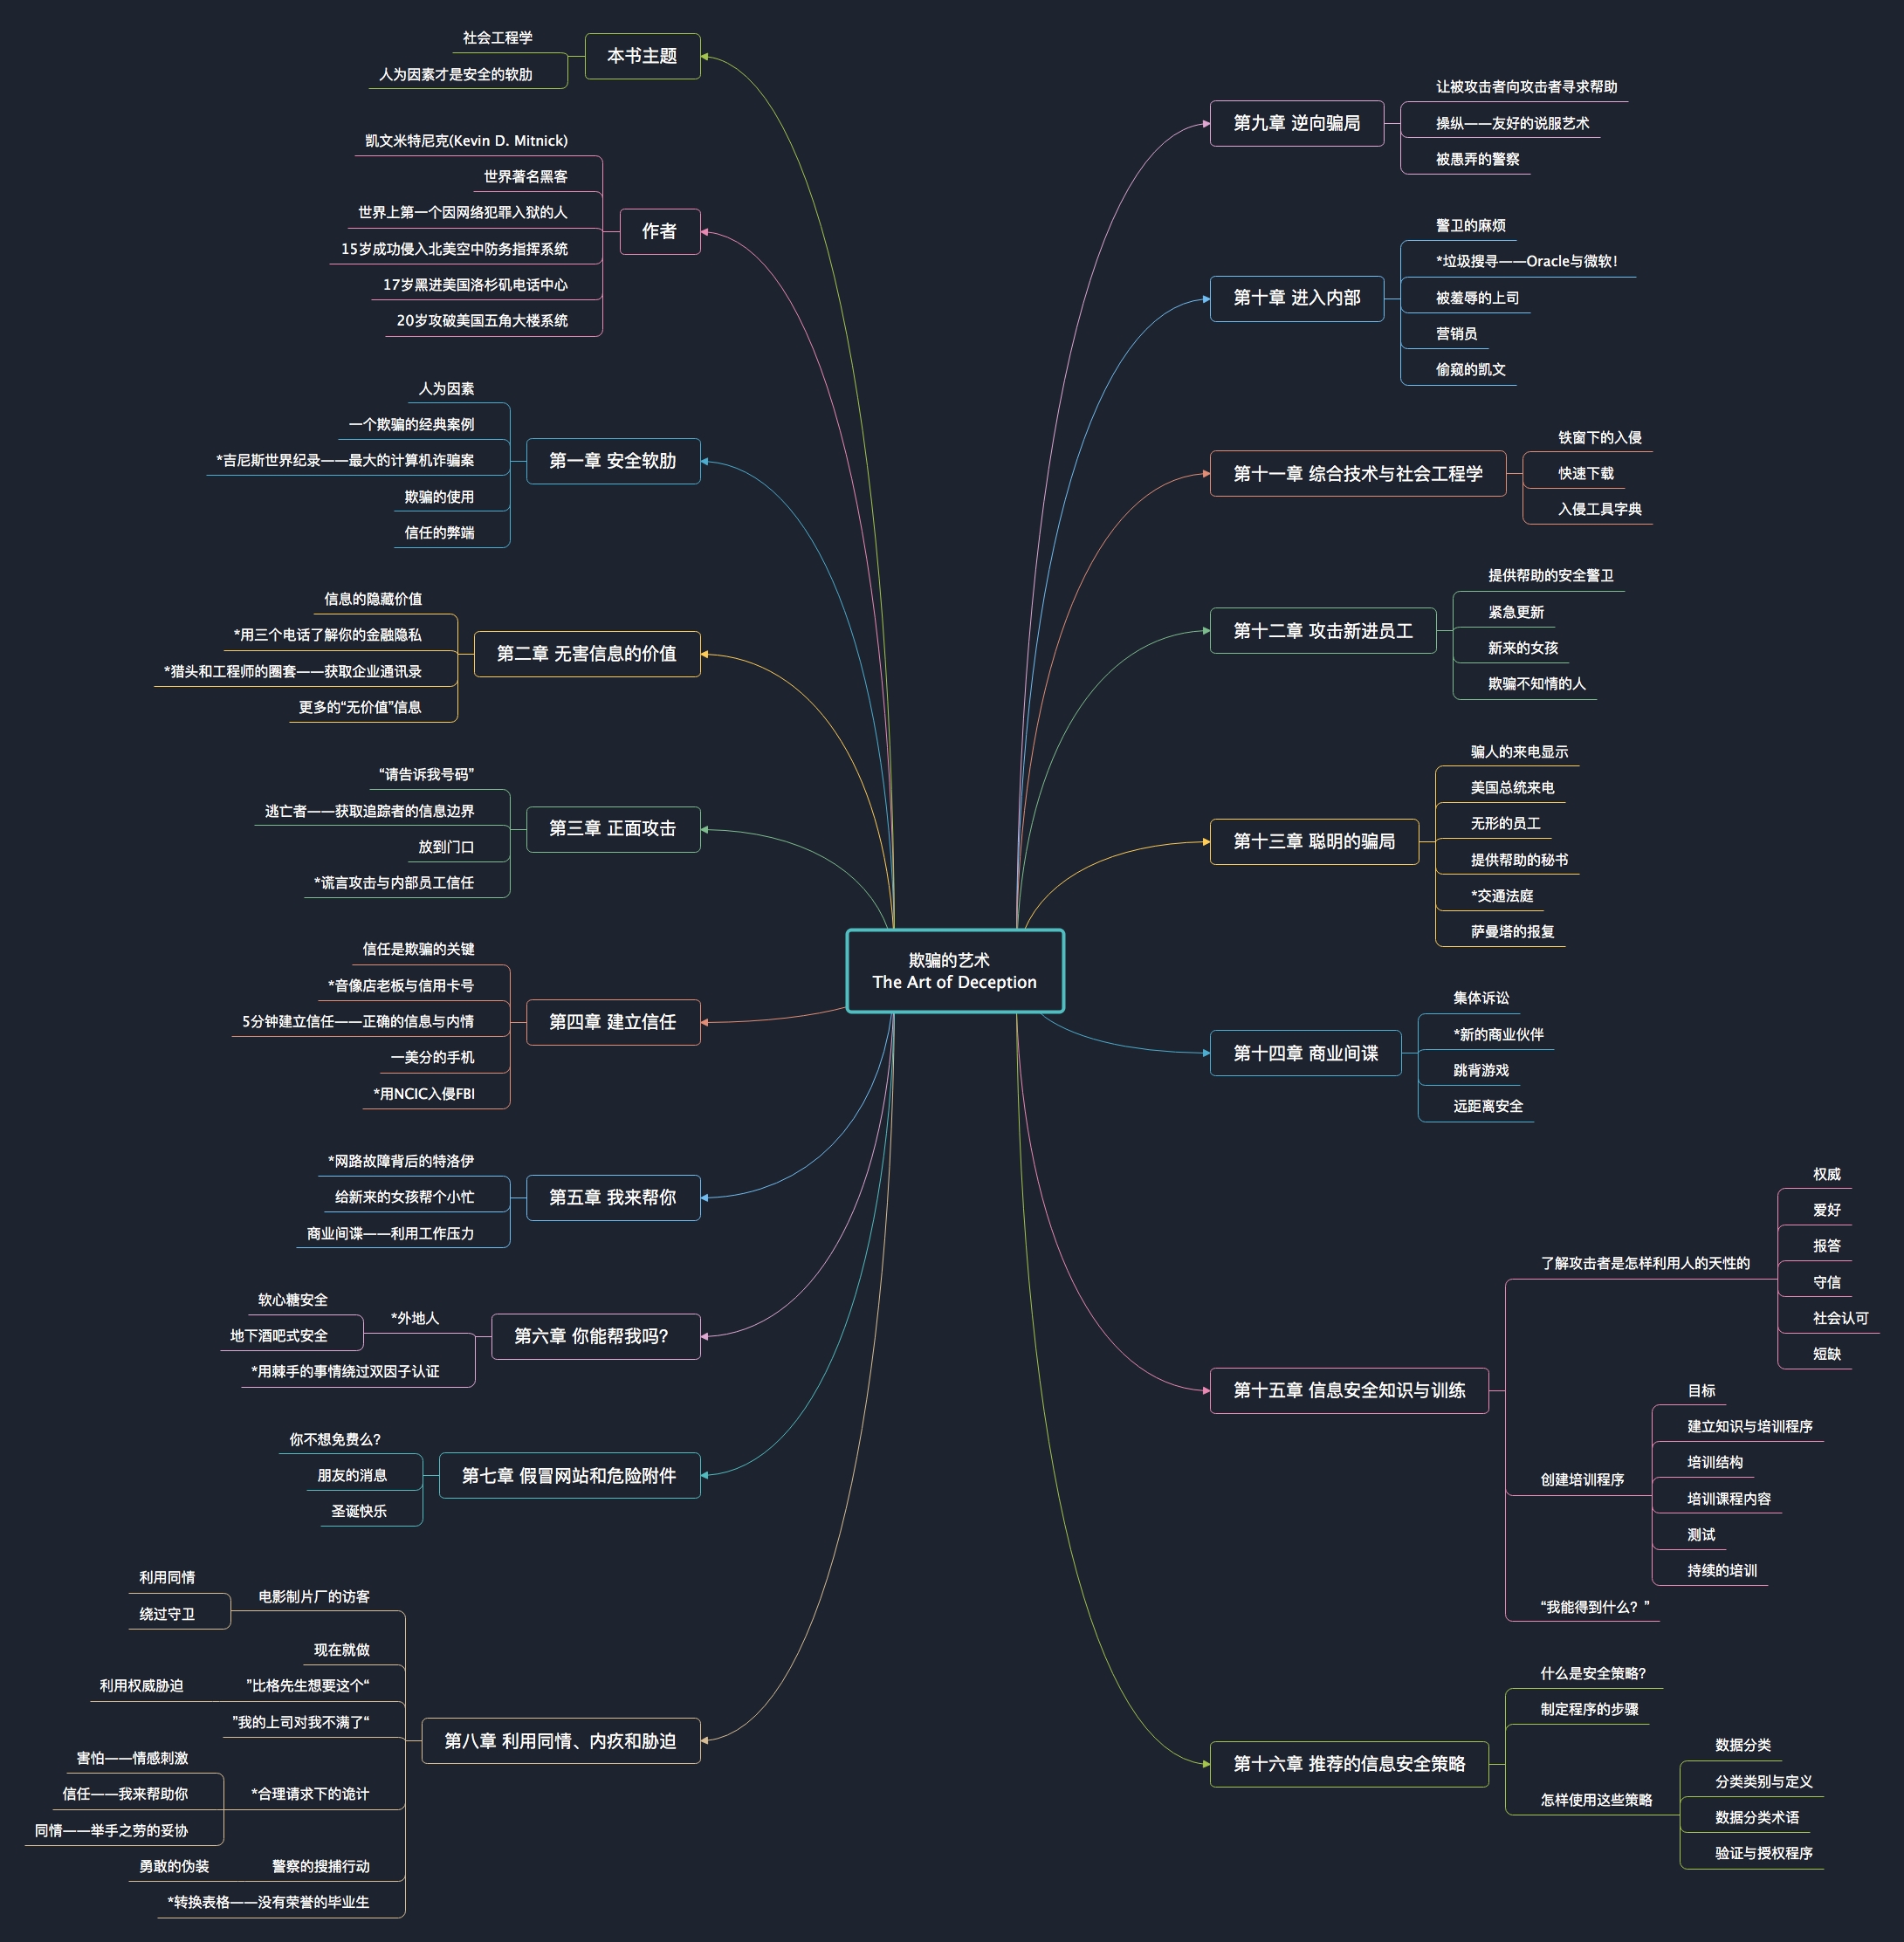 欺骗的艺术
The Art of Deception
本书主题
社会工程学
人为因素才是安全的软肋
作者
凯文米特尼克(Kevin D. Mitnick)
世界著名黑客
世界上第一个因网络犯罪入狱的人
15岁成功侵入北美空中防务指挥系统
17岁黑进美国洛杉矶电话中心
20岁攻破美国五角大楼系统
第一章 安全软肋
人为因素
一个欺骗的经典案例
*吉尼斯世界纪录——最大的计算机诈骗案
欺骗的使用
信任的弊端
第二章 无害信息的价值
信息的隐藏价值
*用三个电话了解你的金融隐私
*猎头和工程师的圈套——获取企业通讯录
更多的“无价值”信息
第三章 正面攻击
“请告诉我号码”
逃亡者——获取追踪者的信息边界
放到门口
*谎言攻击与内部员工信任
第四章 建立信任
信任是欺骗的关键
*音像店老板与信用卡号
5分钟建立信任——正确的信息与内情
一美分的手机
*用NCIC入侵FBI
第五章 我来帮你
*网路故障背后的特洛伊
给新来的女孩帮个小忙
商业间谍——利用工作压力
第六章 你能帮我吗？
*外地人
软心糖安全
地下酒吧式安全
*用棘手的事情绕过双因子认证
第七章 假冒网站和危险附件
你不想免费么？
朋友的消息
圣诞快乐
第八章 利用同情、内疚和胁迫
电影制片厂的访客
利用同情
绕过守卫
现在就做
”比格先生想要这个“
利用权威胁迫
”我的上司对我不满了“
*合理请求下的诡计
害怕——情感刺激
信任——我来帮助你
同情——举手之劳的妥协
警察的搜捕行动
勇敢的伪装
*转换表格——没有荣誉的毕业生
第九章 逆向骗局
让被攻击者向攻击者寻求帮助
操纵——友好的说服艺术
被愚弄的警察
第十章 进入内部
警卫的麻烦
*垃圾搜寻——Oracle与微软！
被羞辱的上司
营销员
偷窥的凯文
第十一章 综合技术与社会工程学
铁窗下的入侵
快速下载
入侵工具字典
第十二章 攻击新进员工
提供帮助的安全警卫
紧急更新
新来的女孩
欺骗不知情的人
第十三章 聪明的骗局
骗人的来电显示
美国总统来电
无形的员工
提供帮助的秘书
*交通法庭
萨曼塔的报复
第十四章 商业间谍
集体诉讼
*新的商业伙伴
跳背游戏
远距离安全
第十五章 信息安全知识与训练
了解攻击者是怎样利用人的天性的
权威
爱好
报答
守信
社会认可
短缺
创建培训程序
目标
建立知识与培训程序
培训结构
培训课程内容
测试
持续的培训
“我能得到什么？”
第十六章 推荐的信息安全策略
什么是安全策略？
制定程序的步骤
怎样使用这些策略
数据分类
分类类别与定义
数据分类术语
验证与授权程序